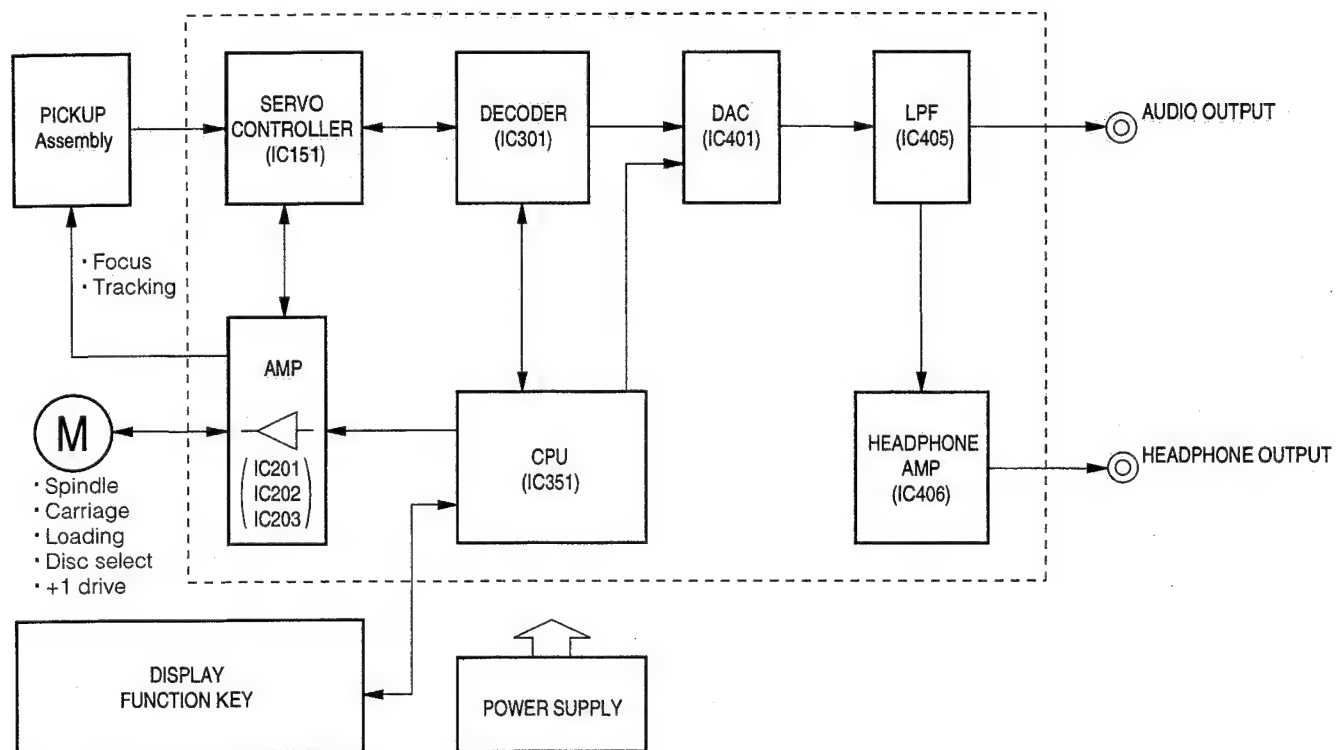 PICKUP
Assembly
SERVO
CONTROLLER
(IC151)
DECODER
(IC301)
DAC
(IC401)
LPF
(IC405)
AUDIO OUTPUT
· Focus
· Tracking
AMP
(IC201
IC202
IC203)
M
· Spindle
· Carriage
· Loading
· Disc select
· +1 drive
CPU
(IC351)
HEADPHONE
AMP
(IC406)
HEADPHONE OUTPUT
DISPLAY
FUNCTION KEY
POWER SUPPLY